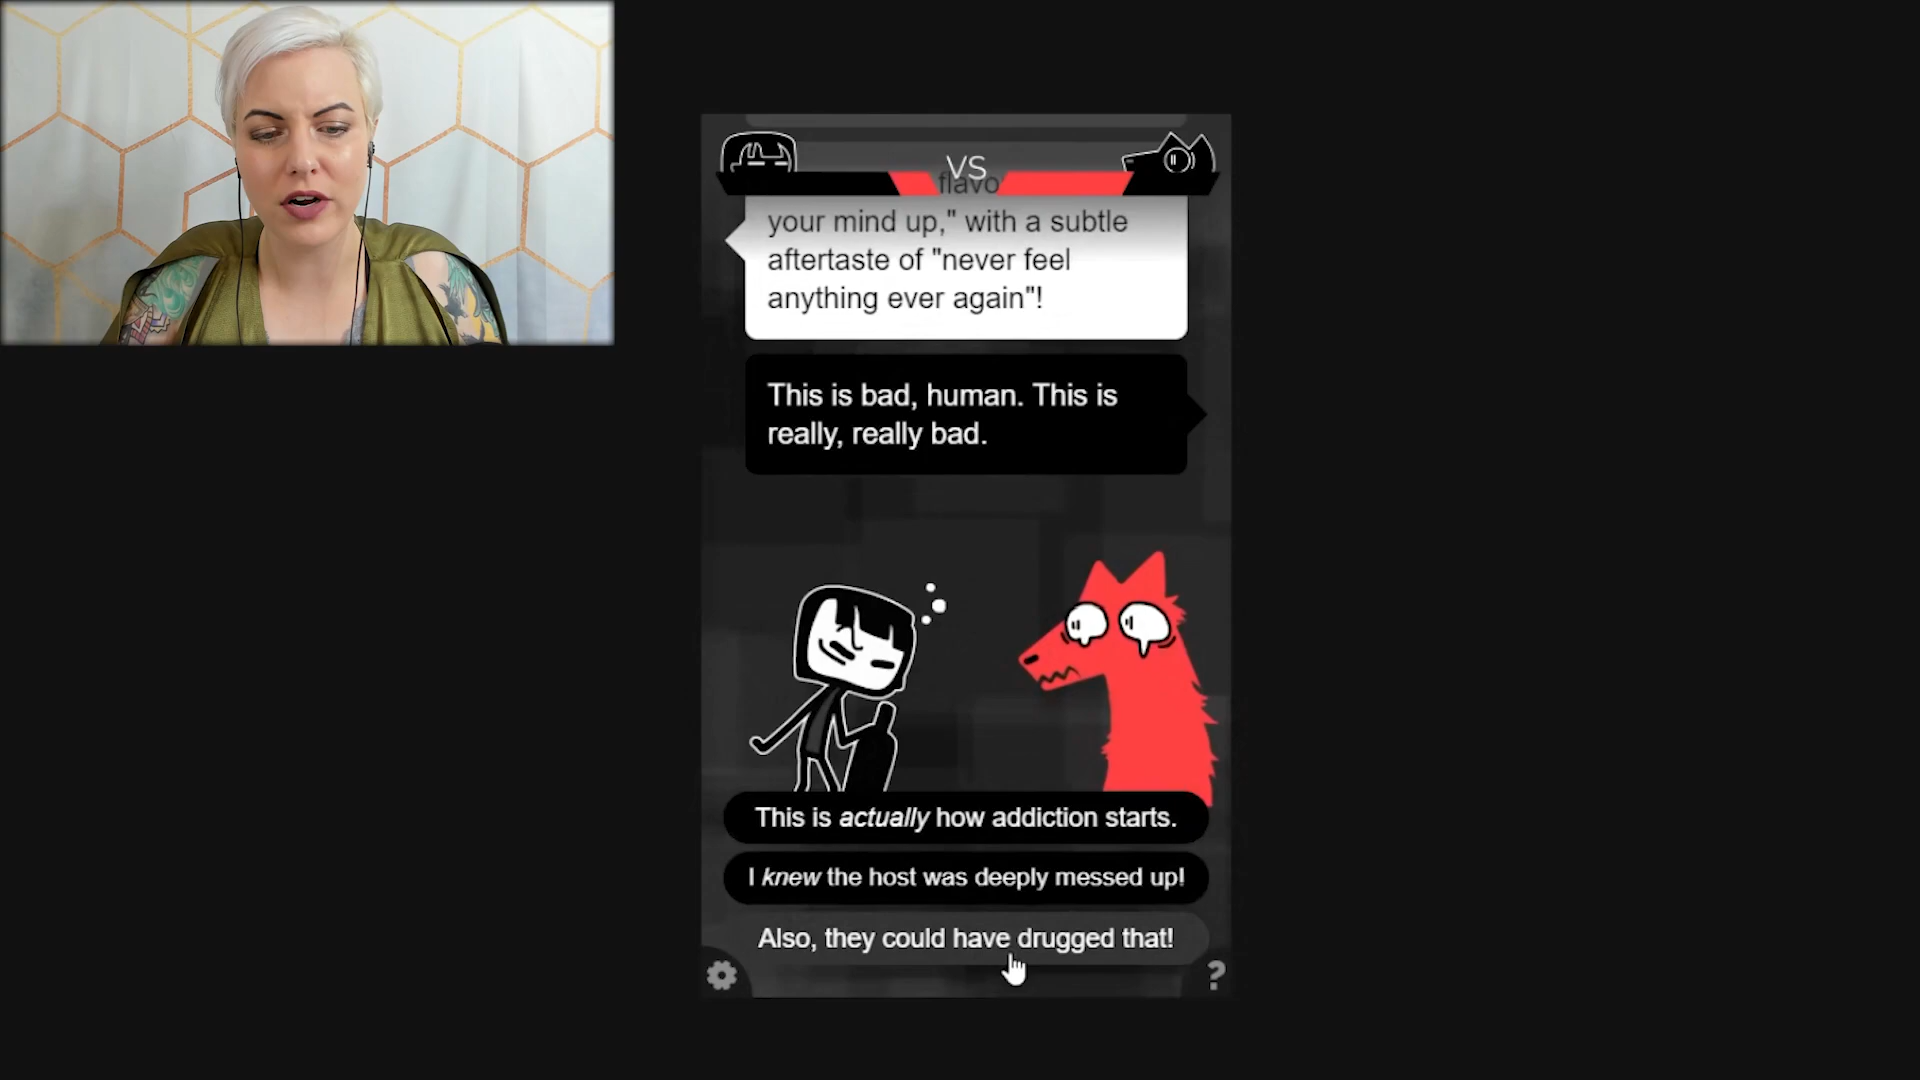 VS
flavo
your mind up," with a subtle
aftertaste of "never feel
anything ever again"!
This is bad, human. This is
really, really bad.
This is actually how addiction starts.
I knew the host was deeply messed up!
Also, they could have drugged that!
?